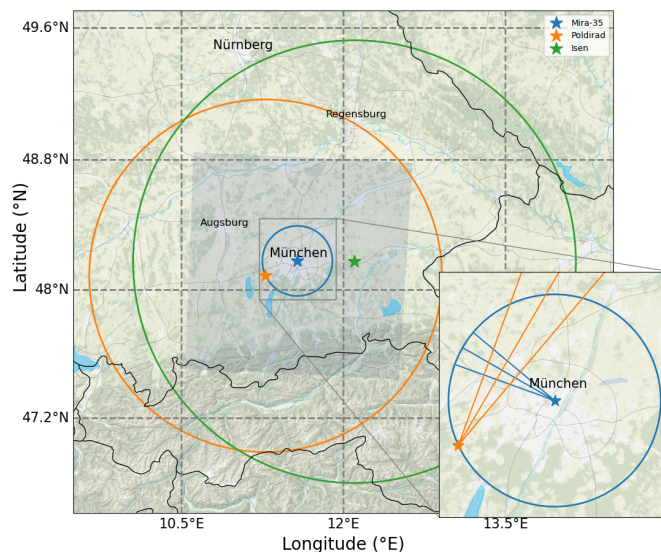 49.6°N
48.8°N
48°N
47.2°N
Latitude (°N)
Nürnberg
Regensburg
Augsburg
München
Mira-35
Poldirad
Isen
München
10.5°E
12°E
13.5°E
Longitude (°E)